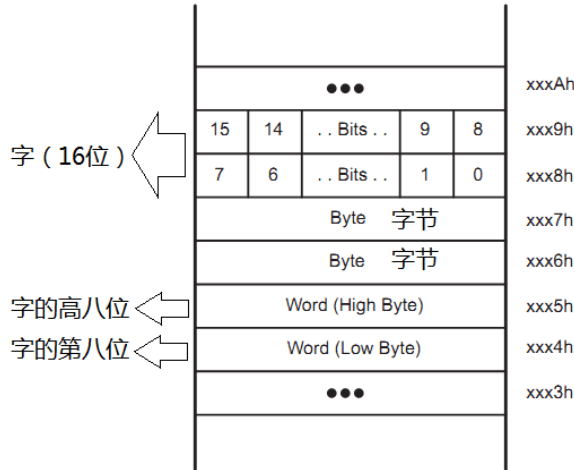 ••• xxxAh
15 14 . . Bits . . 9 8 xxx9h
字（16位）
7 6 . . Bits . . 1 0 xxx8h
Byte 字节 xxx7h
Byte 字节 xxx6h
字的高八位 Word (High Byte) xxx5h
字的第八位 Word (Low Byte) xxx4h
••• xxx3h